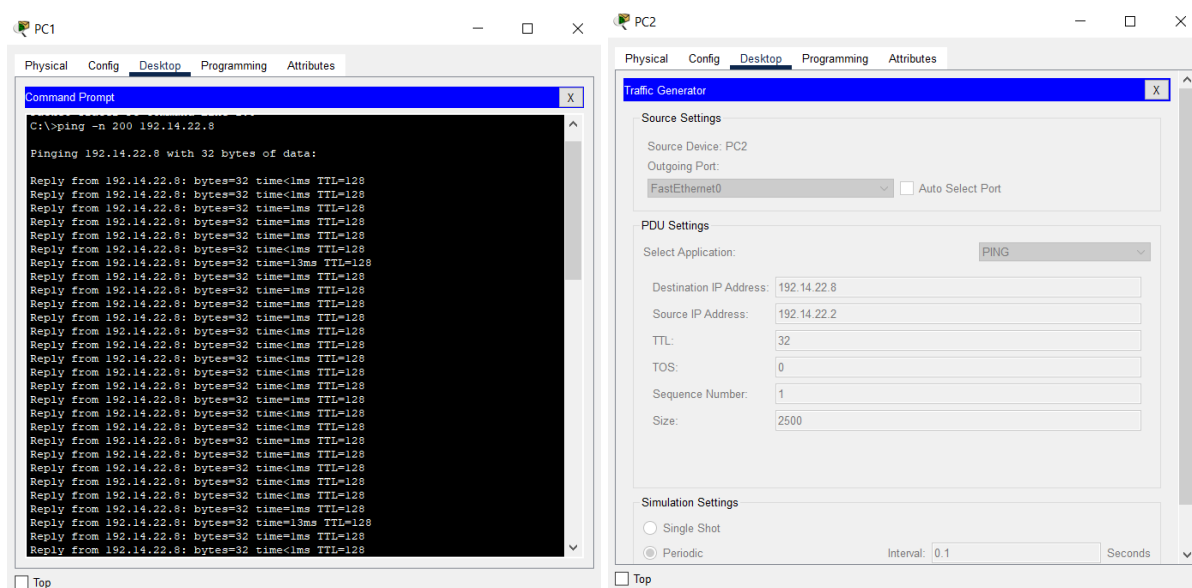 PC1
Physical Config Desktop Programming Attributes
Command Prompt X
C:\>ping -n 200 192.14.22.8
Pinging 192.14.22.8 with 32 bytes of data:
Reply from 192.14.22.8: bytes=32 time<1ms TTL=128
Reply from 192.14.22.8: bytes=32 time=1ms TTL=128
Reply from 192.14.22.8: bytes=32 time=1ms TTL=128
Reply from 192.14.22.8: bytes=32 time=1ms TTL=128
Reply from 192.14.22.8: bytes=32 time<1ms TTL=128
Reply from 192.14.22.8: bytes=32 time<1ms TTL=128
Reply from 192.14.22.8: bytes=32 time=13ms TTL=128
Reply from 192.14.22.8: bytes=32 time=1ms TTL=128
Reply from 192.14.22.8: bytes=32 time=1ms TTL=128
Reply from 192.14.22.8: bytes=32 time=1ms TTL=128
Reply from 192.14.22.8: bytes=32 time=1ms TTL=128
Reply from 192.14.22.8: bytes=32 time<1ms TTL=128
Reply from 192.14.22.8: bytes=32 time<1ms TTL=128
Reply from 192.14.22.8: bytes=32 time<1ms TTL=128
Reply from 192.14.22.8: bytes=32 time<1ms TTL=128
Reply from 192.14.22.8: bytes=32 time<1ms TTL=128
Reply from 192.14.22.8: bytes=32 time<1ms TTL=128
Reply from 192.14.22.8: bytes=32 time<1ms TTL=128
Reply from 192.14.22.8: bytes=32 time<1ms TTL=128
Reply from 192.14.22.8: bytes=32 time=1ms TTL=128
Reply from 192.14.22.8: bytes=32 time=1ms TTL=128
Reply from 192.14.22.8: bytes=32 time<1ms TTL=128
Reply from 192.14.22.8: bytes=32 time<1ms TTL=128
Reply from 192.14.22.8: bytes=32 time<1ms TTL=128
Reply from 192.14.22.8: bytes=32 time<1ms TTL=128
Reply from 192.14.22.8: bytes=32 time=13ms TTL=128
Reply from 192.14.22.8: bytes=32 time=1ms TTL=128
Reply from 192.14.22.8: bytes=32 time=1ms TTL=128
Top
PC2
Physical Config Desktop Programming Attributes
Traffic Generator X
Source Settings
Source Device: PC2
Outgoing Port:
FastEthernet0 Auto Select Port
PDU Settings
Select Application: PING
Destination IP Address: 192.14.22.8
Source IP Address: 192.14.22.2
TTL: 32
TOS: 0
Sequence Number: 1
Size: 2500
Simulation Settings
Single Shot
Periodic Interval: 0.1 Seconds
Top